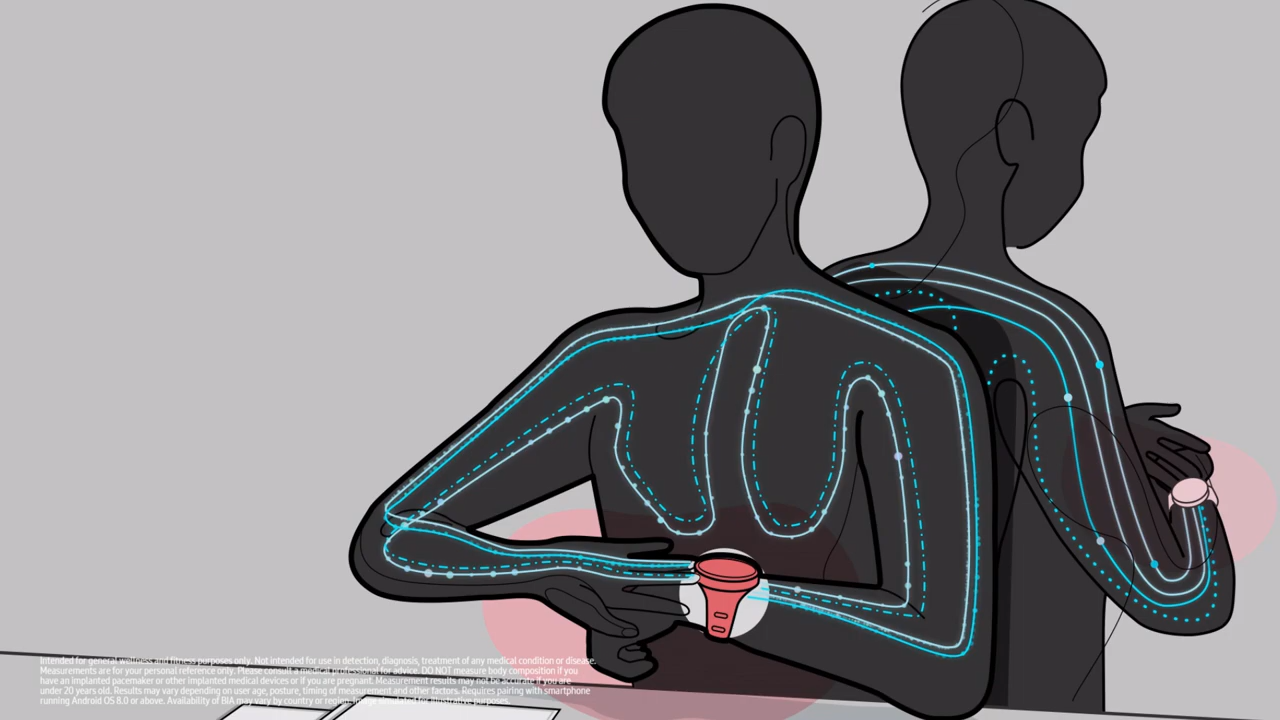 Intended for general wellness and fitness purposes only. Not intended for use in detection, diagnosis, treatment of any medical condition or disease.
Measurements are for your personal reference only. Please consult a medical professional for advice. DO NOT measure body composition if you
have an implanted pacemaker or other implanted medical devices or if you are pregnant. Measurement results may not be accurate if you are
under 20 years old. Results may vary depending on user age, posture, timing of measurement and other factors. Requires pairing with smartphone
running Android OS 8.0 or above. Availability of BIA may vary by country or region. Image simulated for illustrative purposes.